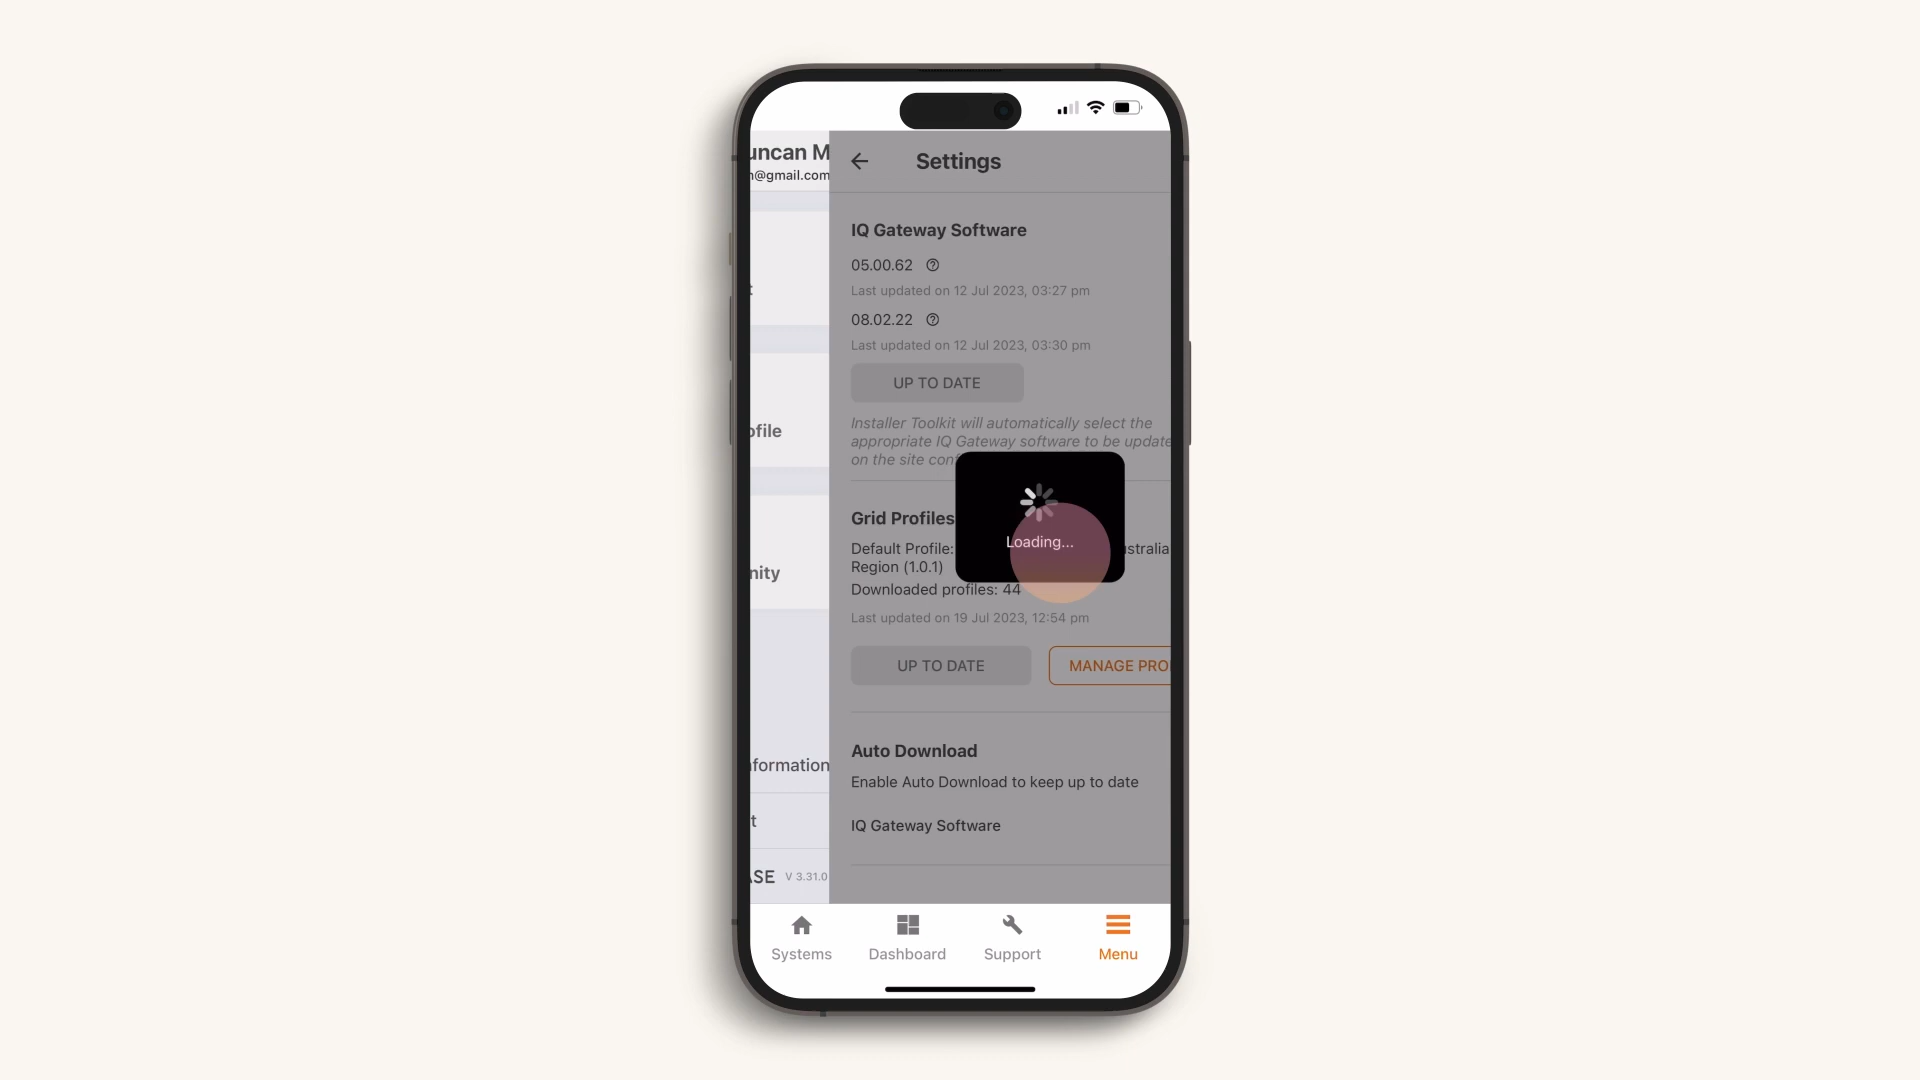 uncan M
@gmail.com
Settings
IQ Gateway Software
05.00.62
Last updated on 12 Jul 2023, 03:27 pm
08.02.22
Last updated on 12 Jul 2023, 03:30 pm
UP TO DATE
Installer Toolkit will automatically select the
appropriate IQ Gateway software to be update
on the site conf
ofile
Grid Profiles
Default Profile:
stralia
Region (1.0.1)
Loading...
nity
Downloaded profiles: 44
Last updated on 19 Jul 2023, 12:54 pm
UP TO DATE
MANAGE PRO
Auto Download
nformation
Enable Auto Download to keep up to date
t
IQ Gateway Software
ASE V 3.31.0
Systems
Dashboard
Support
Menu